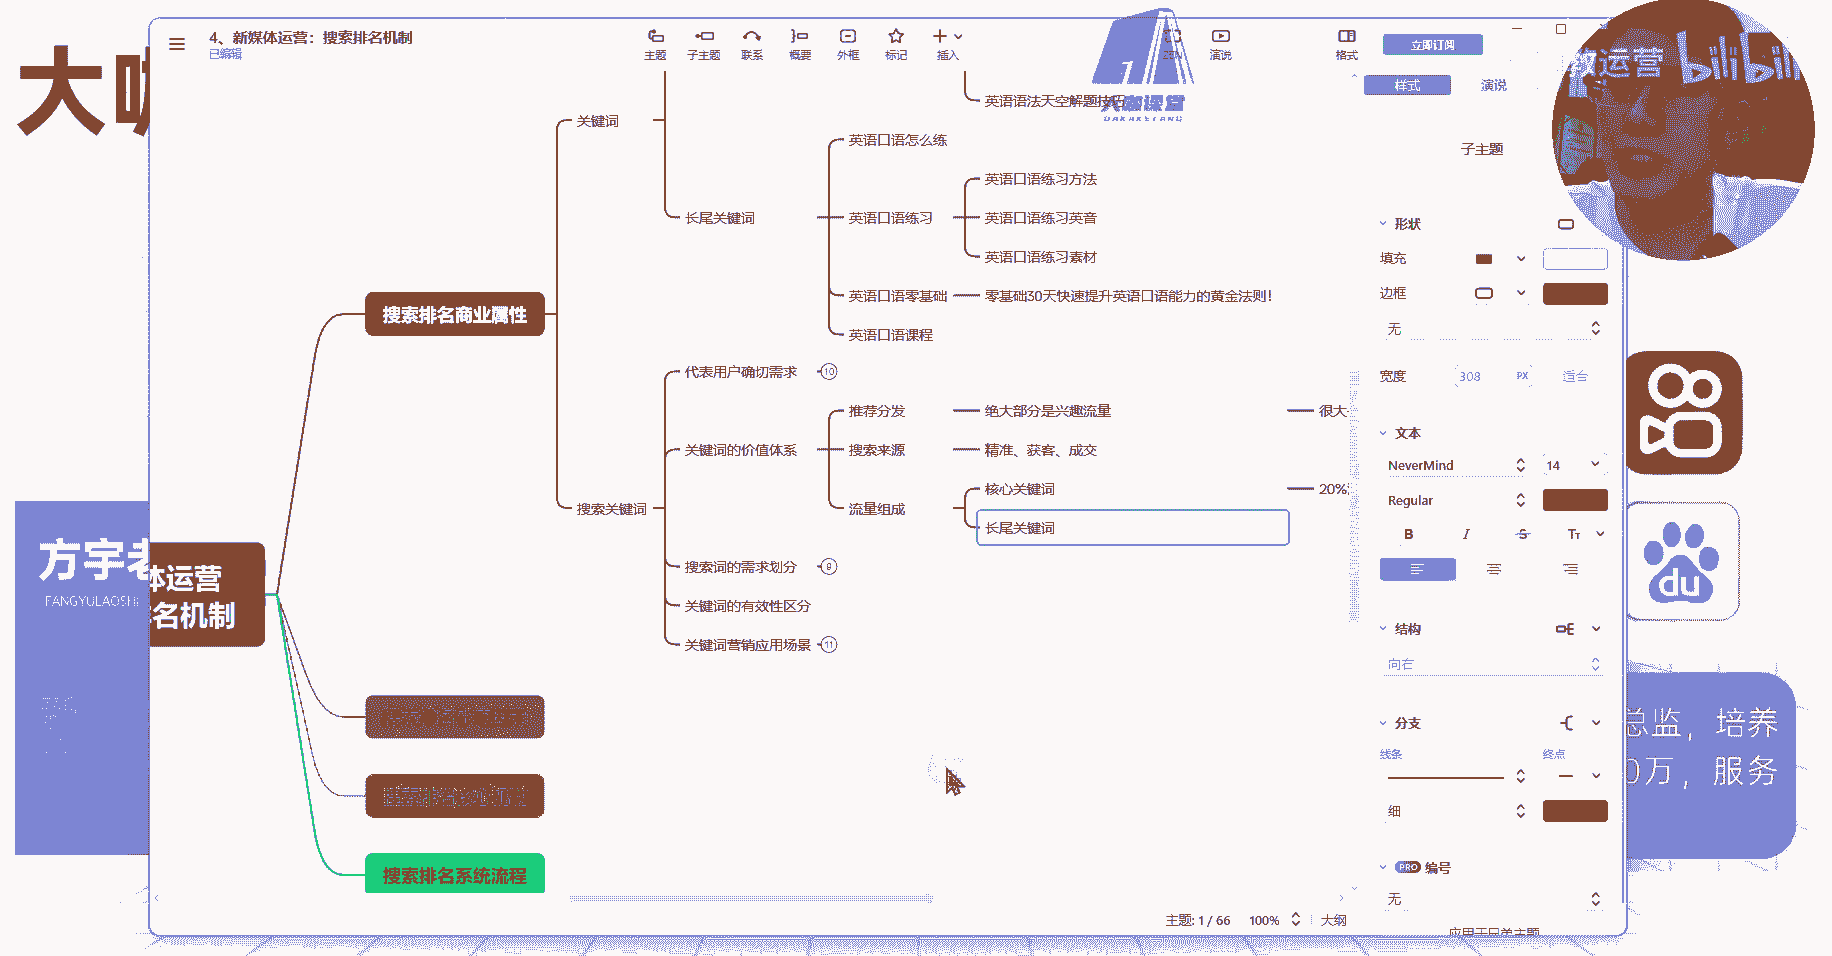 大
4、新媒体运营：搜索排名机制
已编辑
主题
子主题
联系
概要
外框
标记
插入
演说
格式
立即订阅
教运营 bilibili
样式
演说
大咖课堂
DAKAKETANG
英语语法天空解题技巧
关键词
英语口语怎么练
子主题
英语口语练习方法
长尾关键词
英语口语练习
英语口语练习英音
形状
英语口语练习素材
填充
英语口语零基础
零基础30天快速提升英语口语能力的黄金法则！
边框
搜索排名商业属性
英语口语课程
无
代表用户确切需求
10
宽度
308
PX
适合
推荐分发
绝大部分是兴趣流量
很大
文本
关键词的价值体系
搜索来源
精准、获客、成交
NeverMind
14
核心关键词
20%
Regular
搜索关键词
流量组成
长尾关键词
B
I
S
TT
方宇
FANGYULAOSHI
搜索词的需求划分
9
体运营
名机制
关键词的有效性区分
du
结构
关键词营销应用场景
11
向右
分支
总监，培养
线条
终点
0万，服务
细
搜索排名系统流程
PRO
编号
无
主题: 1 / 66
100%
大纲
应用于兄弟主题